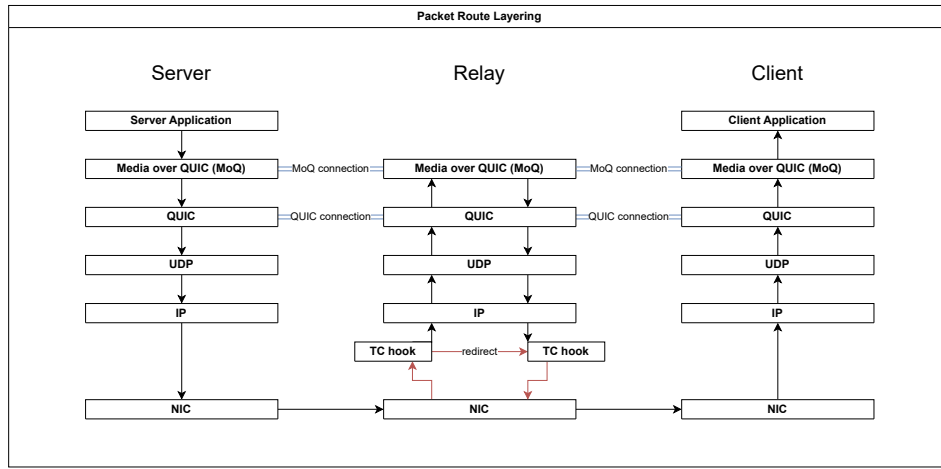 Packet Route Layering
Server
Relay
Client
Server Application
Client Application
Media over QUIC (MoQ)
MoQ connection
Media over QUIC (MoQ)
MoQ connection
Media over QUIC (MoQ)
QUIC
QUIC connection
QUIC
QUIC connection
QUIC
UDP
UDP
UDP
IP
IP
IP
TC hook
redirect
TC hook
NIC
NIC
NIC